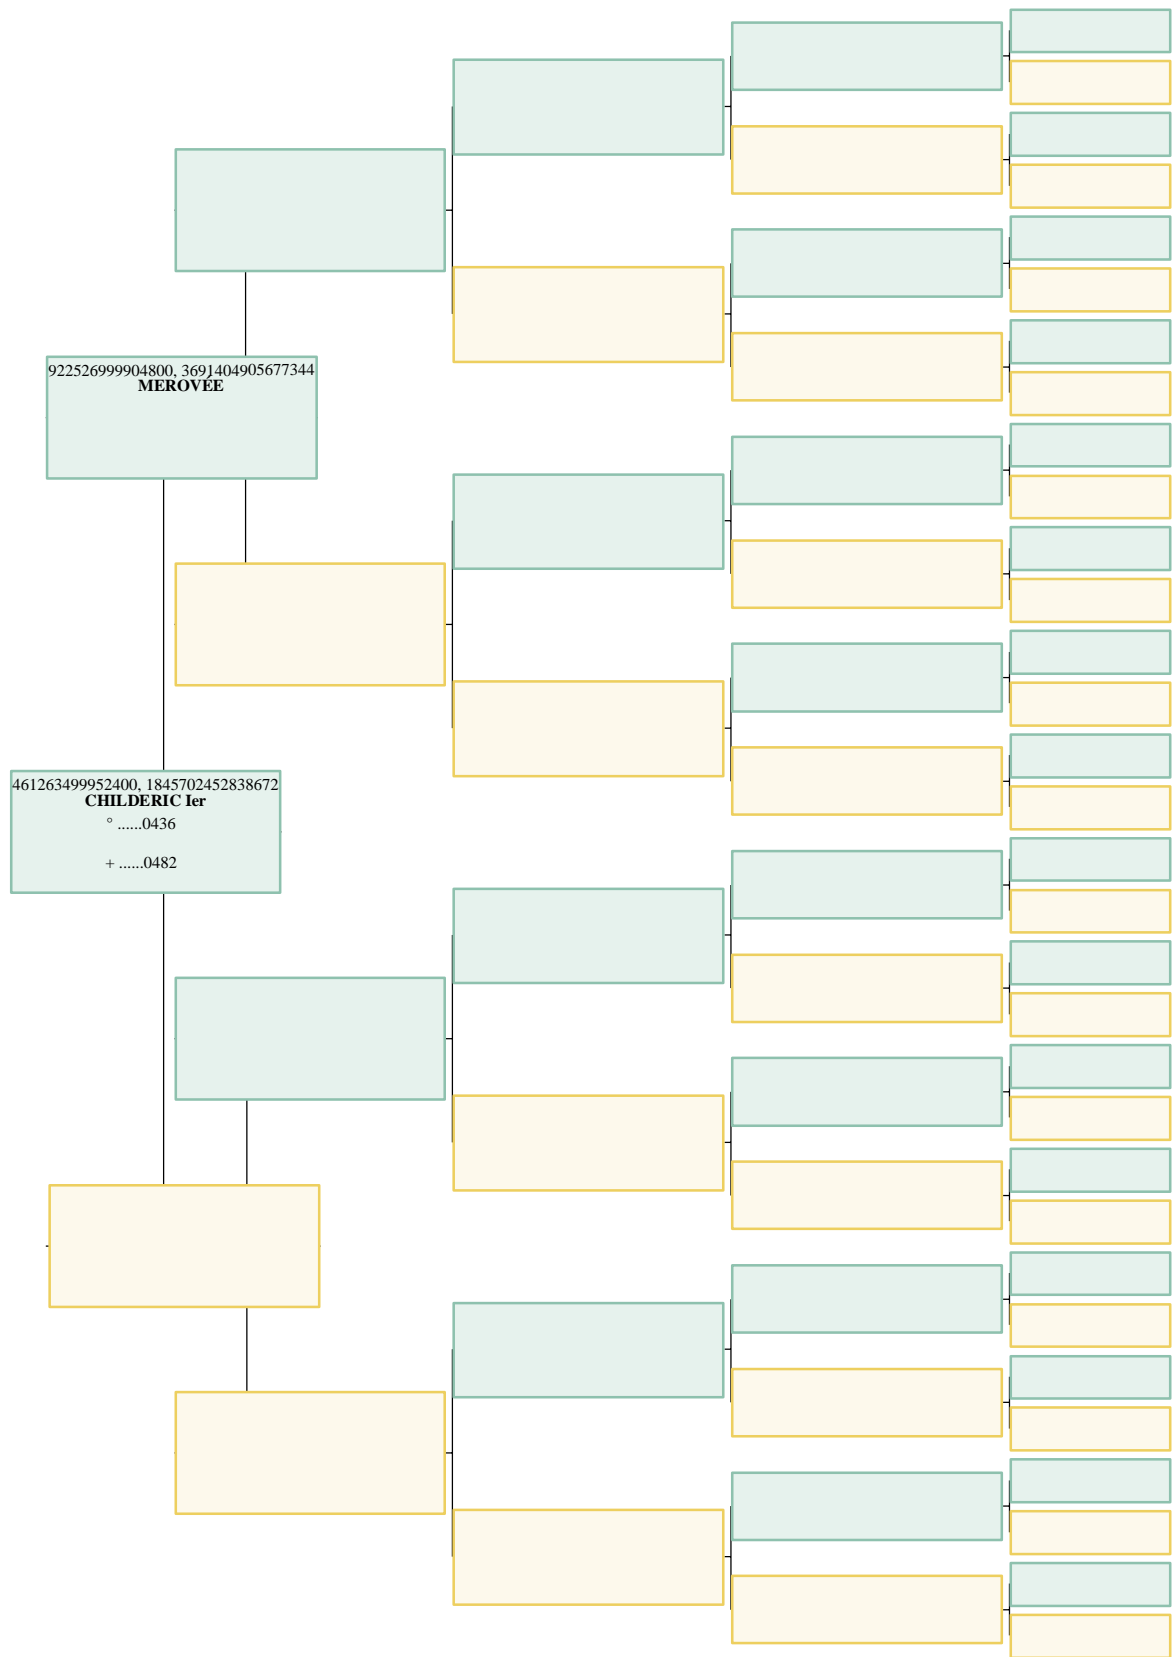 922526999904800, 3691404905677344
MEROVÉE
461263499952400, 1845702452838672
CHILDERIC Ier
° ......0436
+ ......0482